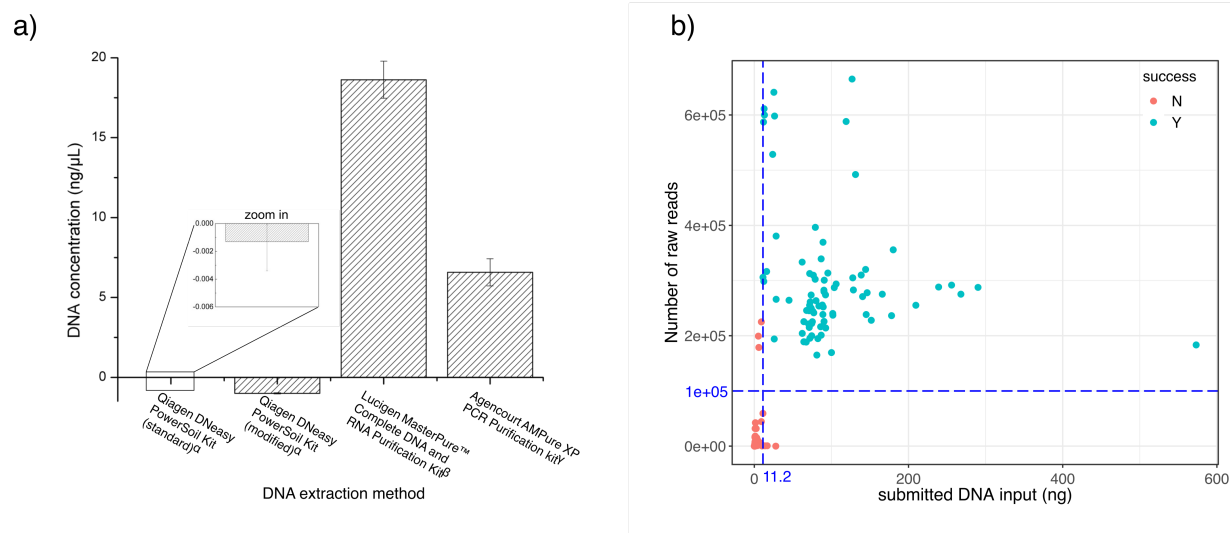 a)
20
15
10
5
0
DNA concentration (ng/µL)
zoom in
0.000
-0.002
-0.004
-0.006
Qiagen DNeasy
PowerSoil Kit
(standard)α
Qiagen DNeasy
PowerSoil Kit
(modified)α
Lucigen MasterPure™
Complete DNA and
RNA Purification Kitβ
Agencourt AMPure XP
PCR Purification kitγ
DNA extraction method
b)
success
N
Y
6e+05
4e+05
2e+05
1e+05
0e+00
Number of raw reads
0
11.2
200
400
600
submitted DNA input (ng)